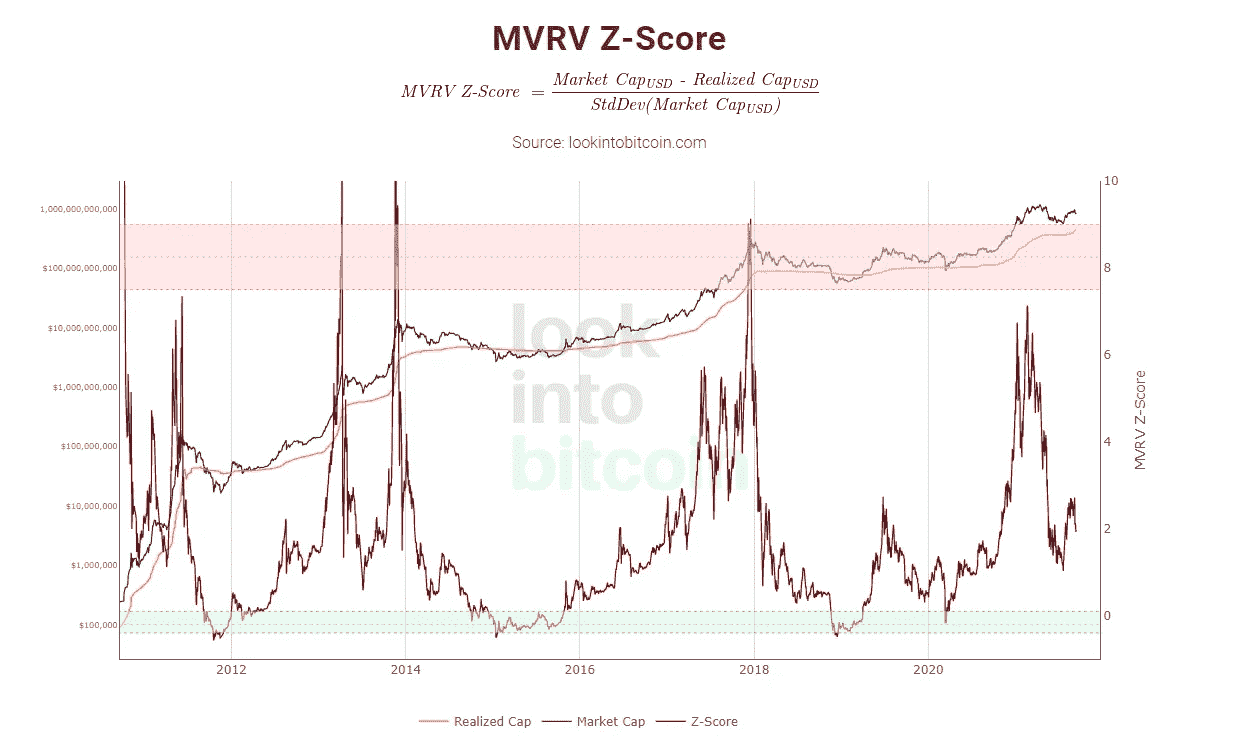 MVRV Z-Score
MVRV Z-Score = Market Cap_USD - Realized Cap_USD
StdDev(Market Cap_USD)
Source: lookintobitcoin.com
10
1,000,000,000,000
$100,000,000,000
8
look
$10,000,000,000
6
$1,000,000,000
into
MVRV Z-Score
$100,000,000
4
bitcoin
$10,000,000
2
$1,000,000
0
$100,000
2012
2014
2016
2018
2020
Realized Cap
Market Cap
Z-Score